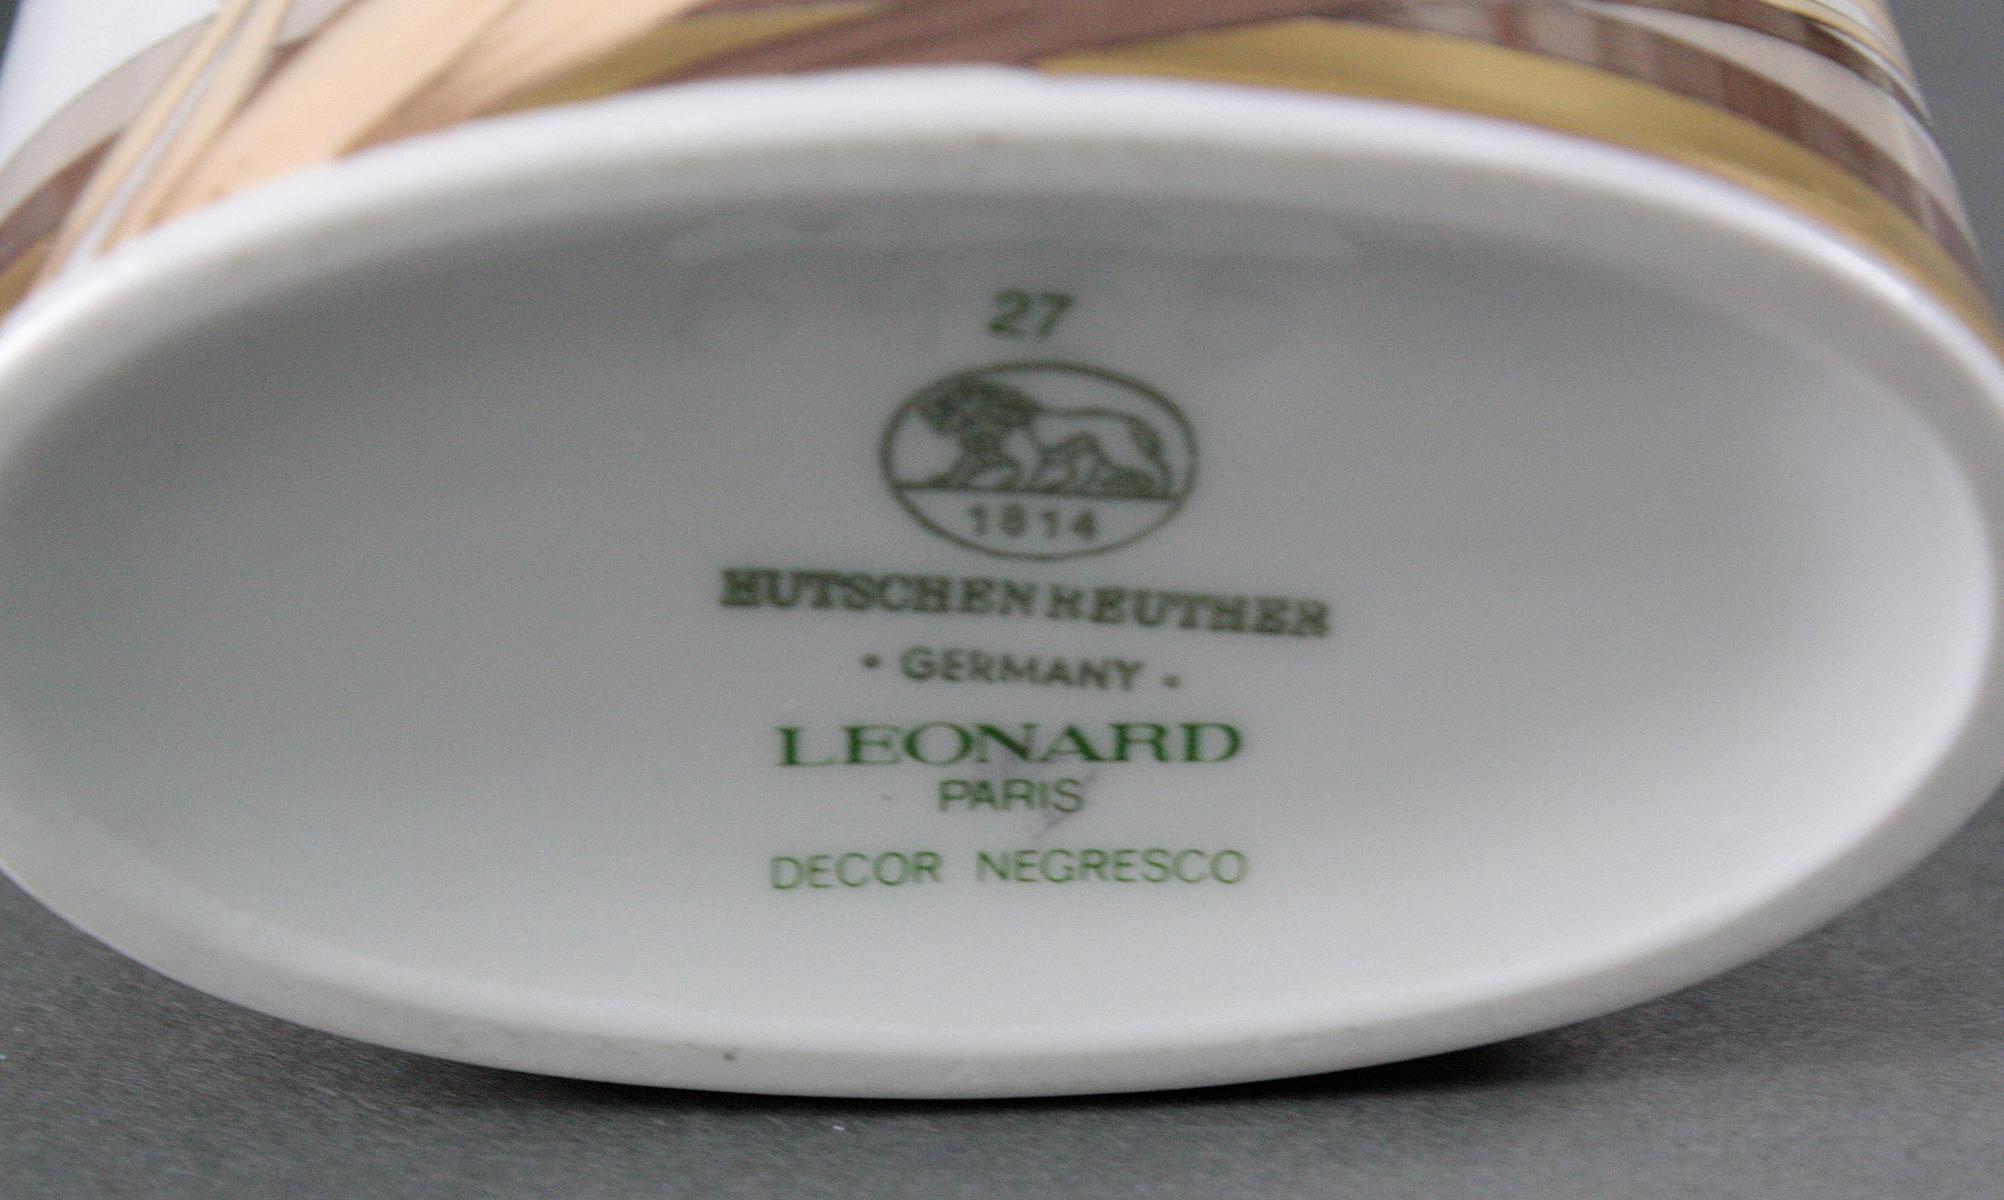 27
1814
HUTSCHENREUTHER
• GERMANY •
LEONARD
PARIS
DECOR NEGRESCO